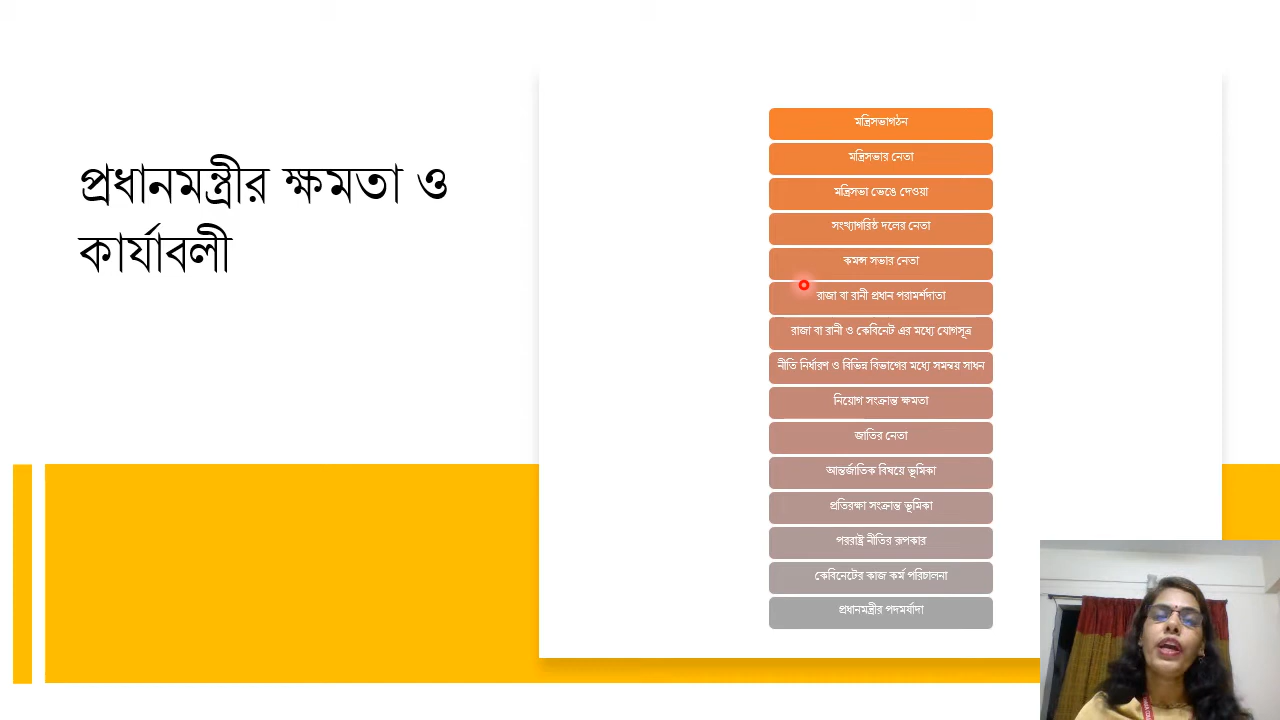 প্রধানমন্ত্রীর ক্ষমতা ও
কার্যাবলী
মন্ত্রিসভাগঠন
মন্ত্রিসভার নেতা
মন্ত্রিসভা ভেঙে দেওয়া
সংখ্যাগরিষ্ঠ দলের নেতা
কমন্স সভার নেতা
রাজা বা রানী প্রধান পরামর্শদাতা
রাজা বা রানী ও কেবিনেট এর মধ্যে যোগসূত্র
নীতি নির্ধারণ ও বিভিন্ন বিভাগের মধ্যে সমন্বয় সাধন
নিয়োগ সংক্রান্ত ক্ষমতা
জাতির নেতা
আন্তর্জাতিক বিষয়ে ভূমিকা
প্রতিরক্ষা সংক্রান্ত ভূমিকা
পররাষ্ট্র নীতির রূপকার
কেবিনেটের কাজ কর্ম পরিচালনা
প্রধানমন্ত্রীর পদমর্যাদা